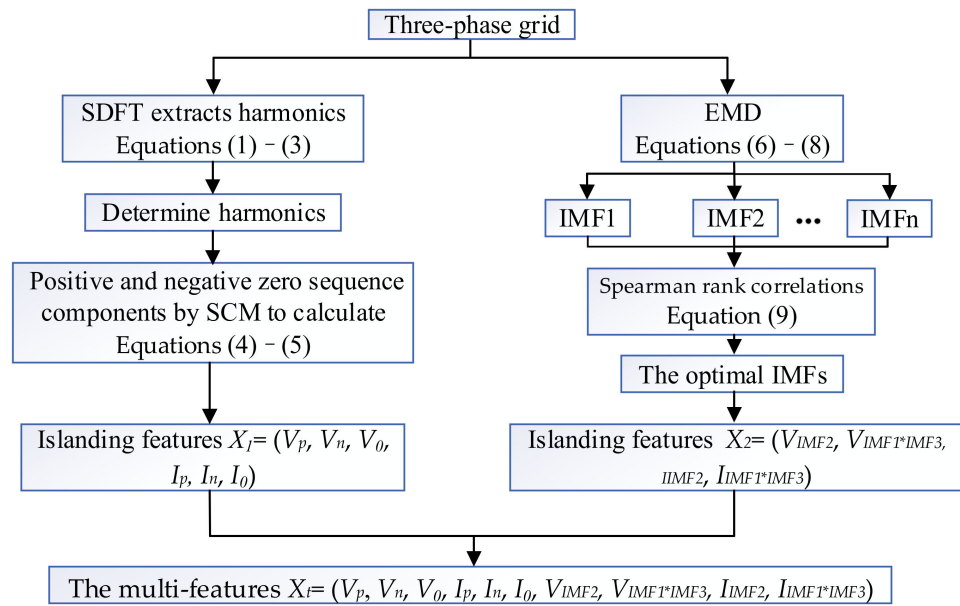 Three-phase grid
SDFT extracts harmonics
Equations (1) - (3)
Determine harmonics
Positive and negative zero sequence
components by SCM to calculate
Equations (4) - (5)
Islanding features X1= (Vp, Vn, V0,
Ip, In, I0)
EMD
Equations (6) - (8)
IMF1
IMF2
...
IMFn
Spearman rank correlations
Equation (9)
The optimal IMFs
Islanding features X2= (VIMF2, VIMF1*IMF3,
IIMF2, IIMF1*IMF3)
The multi-features Xt= (Vp, Vn, V0, Ip, In, I0, VIMF2, VIMF1*IMF3, IIMF2, IIMF1*IMF3)